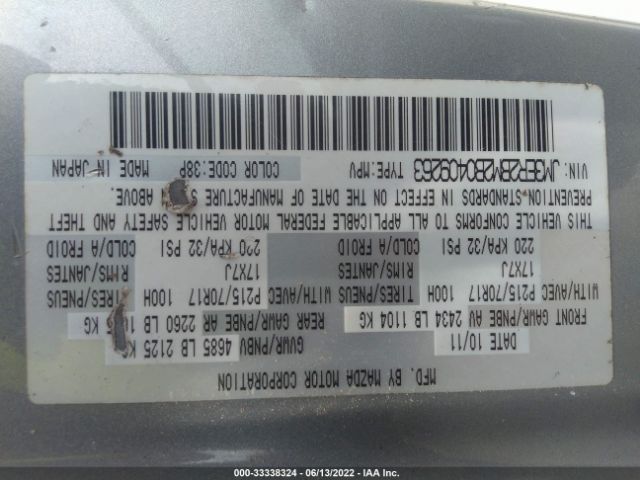 MFD. BY MAZDA MOTOR CORPORATION
DATE 10/11 GVWR/PNBV 4685 LB 2125 KG
FRONT GAWR/PNBE AV 2434 LB 1104 KG REAR GAWR/PNBE AR 2260 LB KG
WITH/AVEC P215/70R17 100H TIRES/PNEUS WITH/AVEC P215/70R17 100H TIRES/PNEUS
17X7J RIMS/JANTES 17X7J RIMS/JANTES
220 KPA/32 PSI COLD/A FROID 220 KPA/32 PSI COLD/A FROID
THIS VEHICLE CONFORMS TO ALL APPLICABLE FEDERAL MOTOR VEHICLE SAFETY AND THEFT
PREVENTION STANDARDS IN EFFECT ON THE DATE OF MANUFACTURE ABOVE.
VIN: JM3ER2BM2B0409263 TYPE:MPV COLOR CODE:38P MADE IN JAPAN
000-33338324 - 06/13/2022 - IAA Inc.